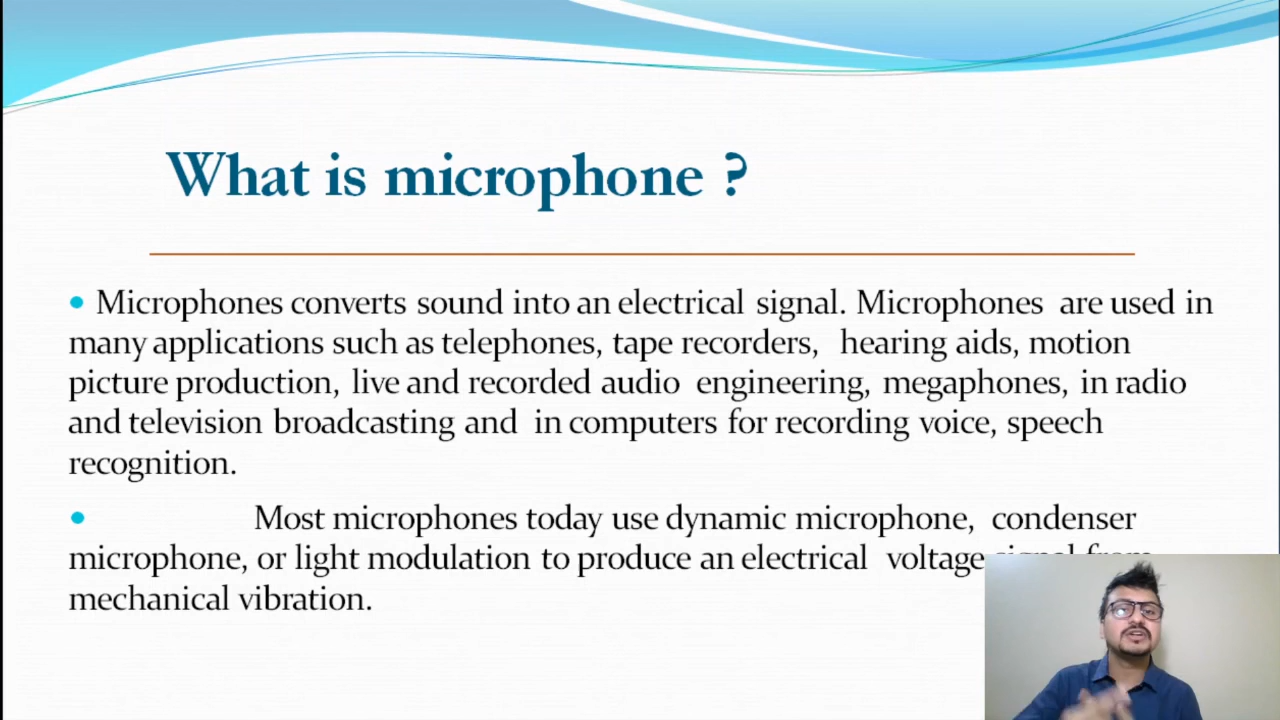 What is microphone ?
• Microphones converts sound into an electrical signal. Microphones are used in
many applications such as telephones, tape recorders, hearing aids, motion
picture production, live and recorded audio engineering, megaphones, in radio
and television broadcasting and in computers for recording voice, speech
recognition.
• Most microphones today use dynamic microphone, condenser
microphone, or light modulation to produce an electrical voltage signal from
mechanical vibration.